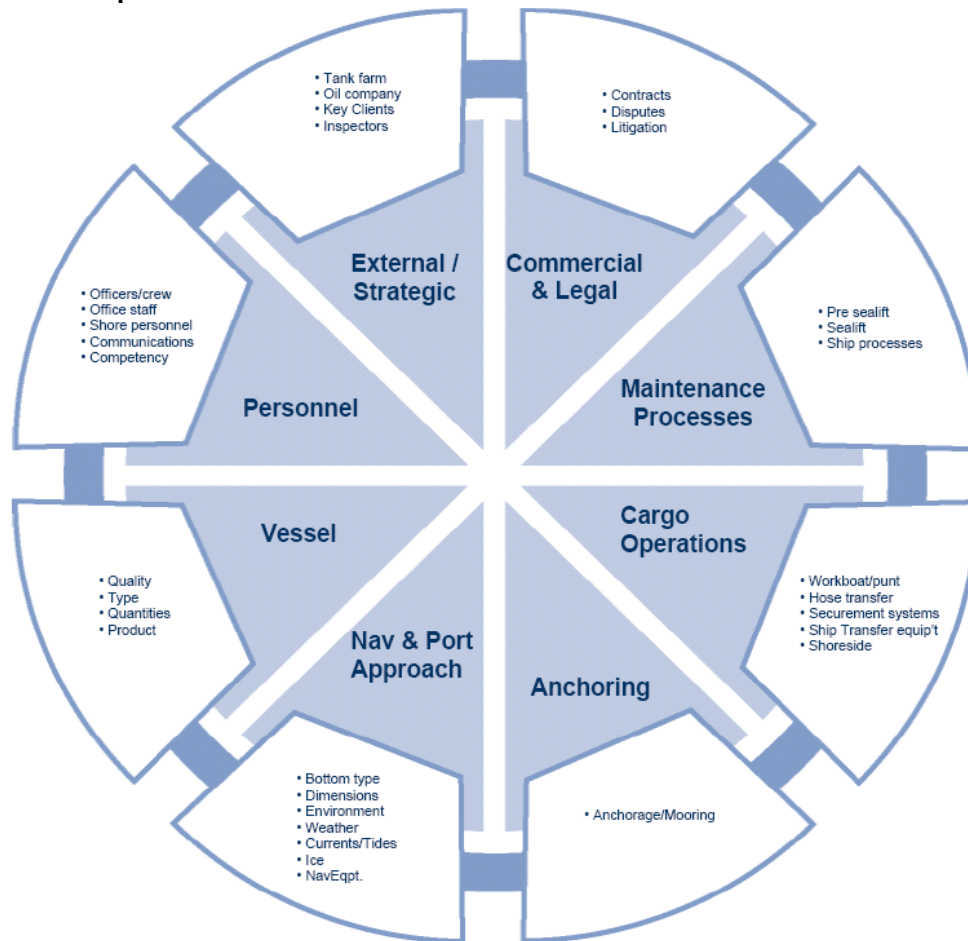 • Tank farm
• Oil company
• Key Clients
• Inspectors
• Contracts
• Disputes
• Litigation
External /
Strategic
Commercial
& Legal
• Officers/crew
• Office staff
• Shore personnel
• Communications
• Competency
• Pre sealift
• Sealift
• Ship processes
Personnel
Maintenance
Processes
Vessel
Cargo
Operations
• Quality
• Type
• Quantities
• Product
• Workboat/punt
• Hose transfer
• Securement systems
• Ship Transfer equip't
• Shoreside
Nav & Port
Approach
Anchoring
• Bottom type
• Dimensions
• Environment
• Weather
• Currents/Tides
• Ice
• NavEqpt.
• Anchorage/Mooring